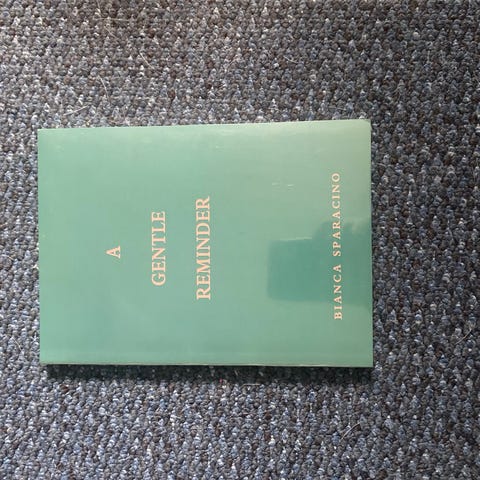 A
GENTLE
REMINDER
BIANCA SPARACINO